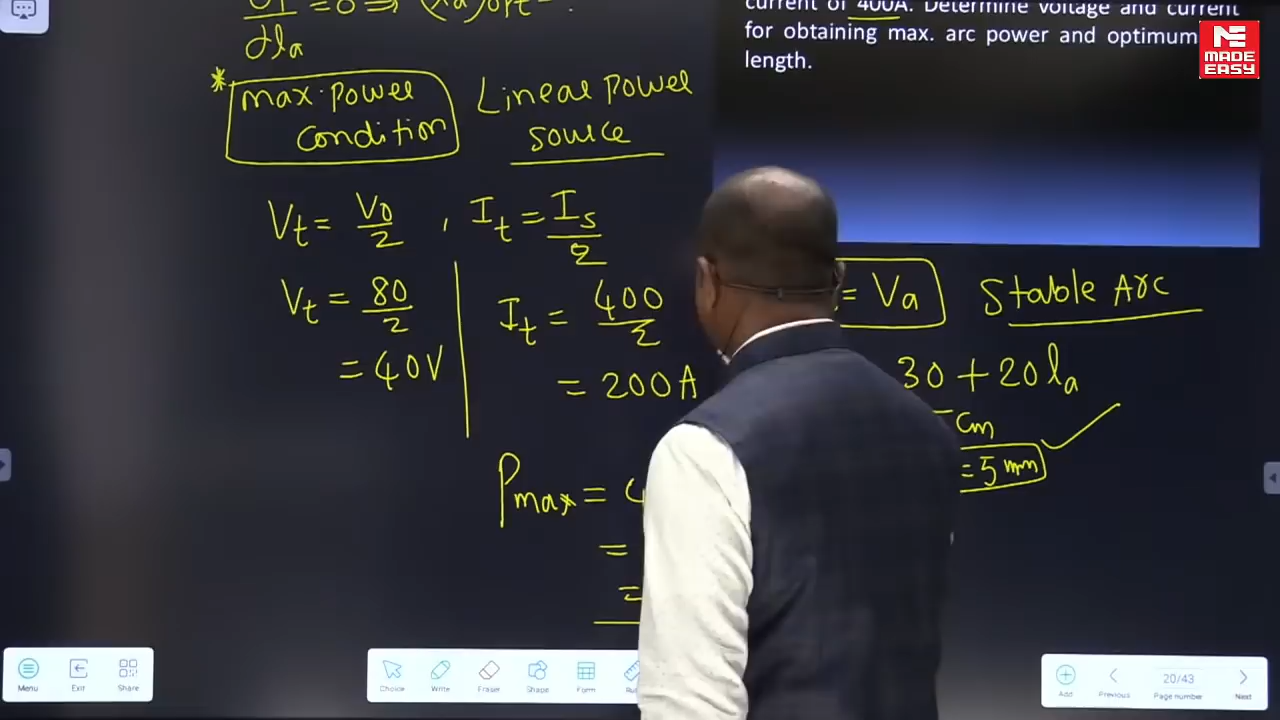 current of 400A. Determine voltage and current
for obtaining max. arc power and optimum
length.
MADE
EASY
= 0 ⇒
∂la
* max. power
condition
Linear power
source
Vt = V0/2 , It = Is/2
Vt = 80/2
= 40V
It = 400/2
= 200A
Pmax =
=
=
= Va
Stable Arc
30 + 20 la
cm
= 5 mm
Menu
Exit
Share
Choice
Write
Eraser
Shape
Form
Add
Previous
20/43
Page number
Next